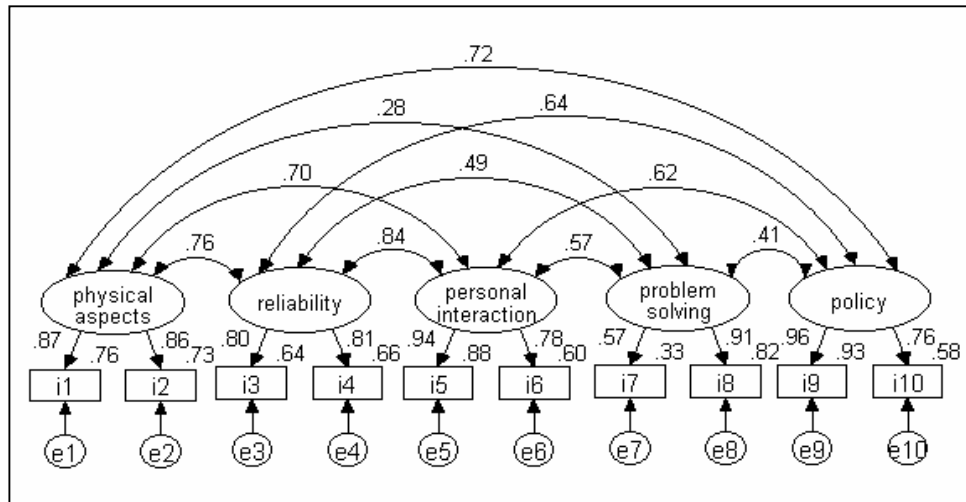 .72
.28 .64
.70 .49 .62
.76 .84 .57 .41
physical aspects
reliability
personal interaction
problem solving
policy
.87 .76 .86 .73 .80 .64 .81 .66 .94 .88 .78 .60 .57 .33 .91 .82 .96 .93 .76 .58
i1 i2 i3 i4 i5 i6 i7 i8 i9 i10
e1 e2 e3 e4 e5 e6 e7 e8 e9 e10